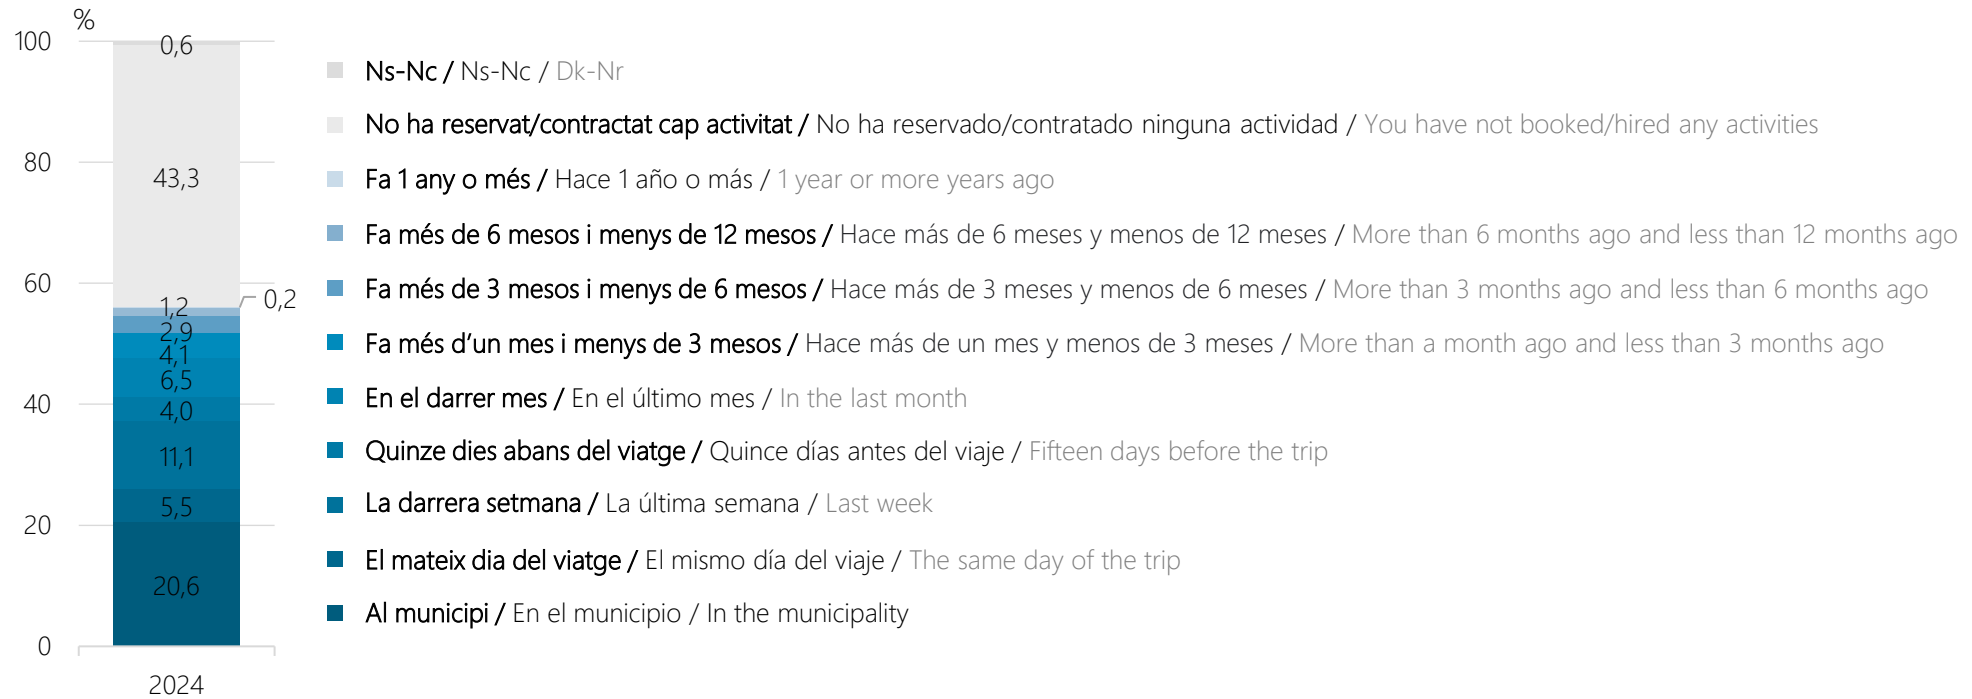 %
100
80
60
40
20
0
0,6
43,3
0,2
1,2
2,9
4,1
6,5
4,0
11,1
5,5
20,6
2024
Ns-Nc / Ns-Nc / Dk-Nr
No ha reservat/contractat cap activitat / No ha reservado/contratado ninguna actividad / You have not booked/hired any activities
Fa 1 any o més / Hace 1 año o más / 1 year or more years ago
Fa més de 6 mesos i menys de 12 mesos / Hace más de 6 meses y menos de 12 meses / More than 6 months ago and less than 12 months ago
Fa més de 3 mesos i menys de 6 mesos / Hace más de 3 meses y menos de 6 meses / More than 3 months ago and less than 6 months ago
Fa més d’un mes i menys de 3 mesos / Hace más de un mes y menos de 3 meses / More than a month ago and less than 3 months ago
En el darrer mes / En el último mes / In the last month
Quinze dies abans del viatge / Quince días antes del viaje / Fifteen days before the trip
La darrera setmana / La última semana / Last week
El mateix dia del viatge / El mismo día del viaje / The same day of the trip
Al municipi / En el municipio / In the municipality